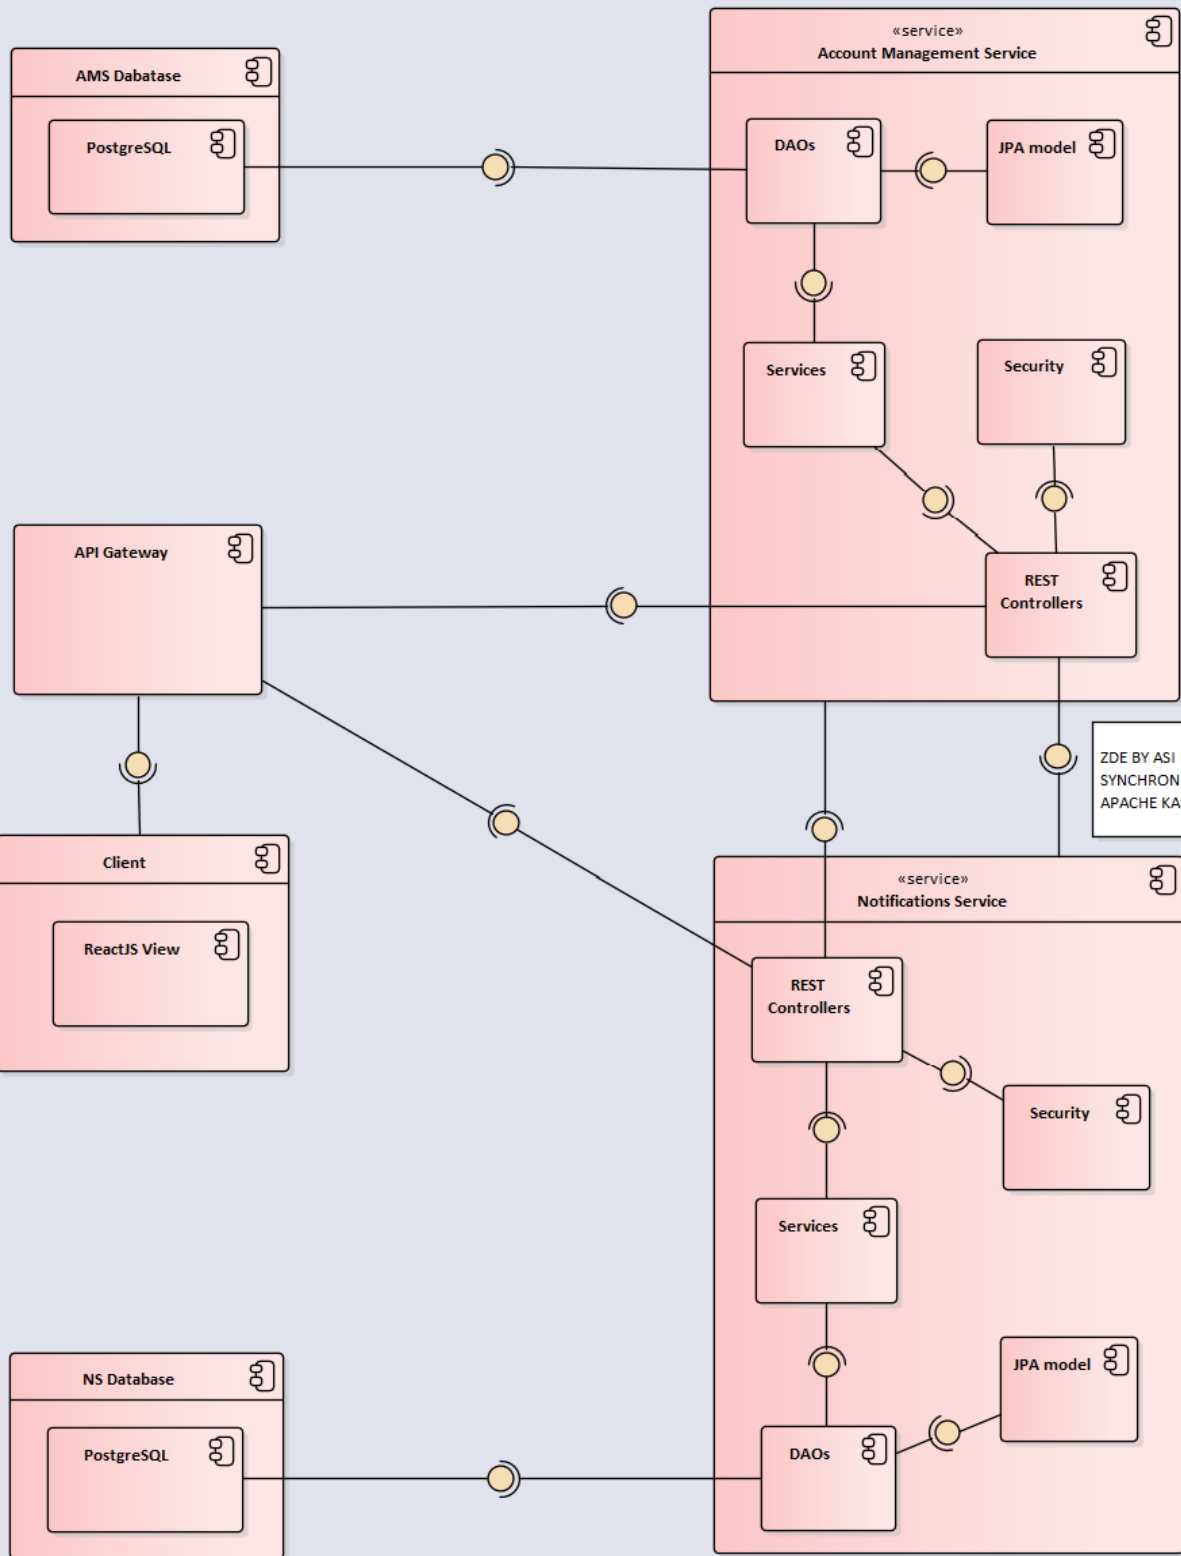 «service»
Account Management Service
AMS Dabatase
PostgreSQL
DAOs
JPA model
Services
Security
API Gateway
REST
Controllers
ZDE BY ASI
SYNCHRON
APACHE KA
Client
ReactJS View
«service»
Notifications Service
REST
Controllers
Security
Services
JPA model
NS Database
PostgreSQL
DAOs